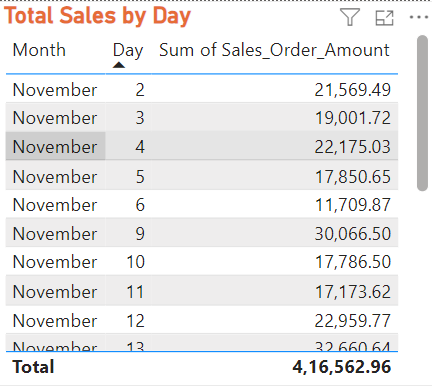 Total Sales by Day
Month Day Sum of Sales_Order_Amount
November 2 21,569.49
November 3 19,001.72
November 4 22,175.03
November 5 17,850.65
November 6 11,709.87
November 9 30,066.50
November 10 17,786.50
November 11 17,173.62
November 12 22,959.77
November 13 32,660.64
Total 4,16,562.96